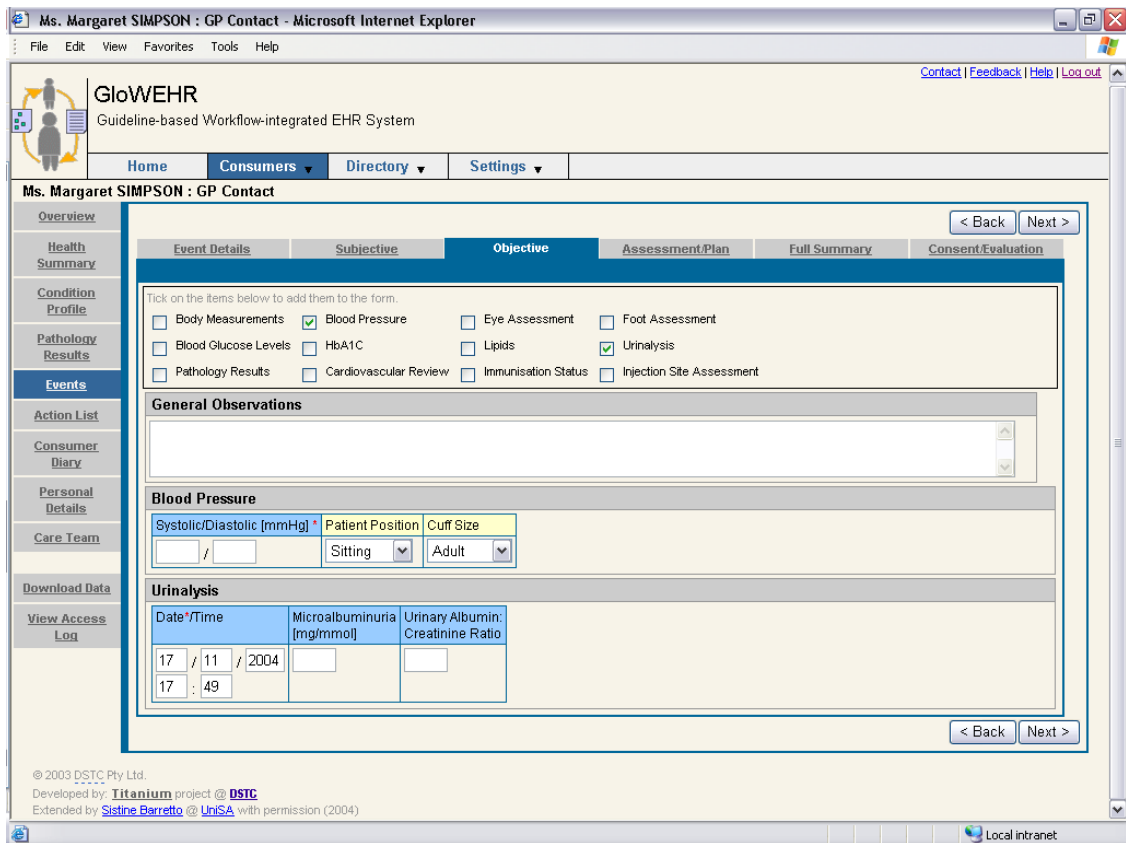 Ms. Margaret SIMPSON : GP Contact - Microsoft Internet Explorer
File Edit View Favorites Tools Help
Contact | Feedback | Help | Log out
GloWEHR
Guideline-based Workflow-integrated EHR System
Home Consumers Directory Settings
Ms. Margaret SIMPSON : GP Contact
Overview
Health
Summary
Condition
Profile
Pathology
Results
Events
Action List
Consumer
Diary
Personal
Details
Care Team
Download Data
View Access
Log
< Back Next >
Event Details Subjective Objective Assessment/Plan Full Summary Consent/Evaluation
Tick on the items below to add them to the form.
Body Measurements Blood Pressure Eye Assessment Foot Assessment
Blood Glucose Levels HbA1C Lipids Urinalysis
Pathology Results Cardiovascular Review Immunisation Status Injection Site Assessment
General Observations
Blood Pressure
Systolic/Diastolic [mmHg] * Patient Position Cuff Size
/ Sitting Adult
Urinalysis
Date*/Time Microalbuminuria [mg/mmol] Urinary Albumin: Creatinine Ratio
17 / 11 / 2004
17 : 49
< Back Next >
© 2003 DSTC Pty Ltd.
Developed by: Titanium project @ DSTC
Extended by Sistine Barretto @ UniSA with permission (2004)
Local intranet